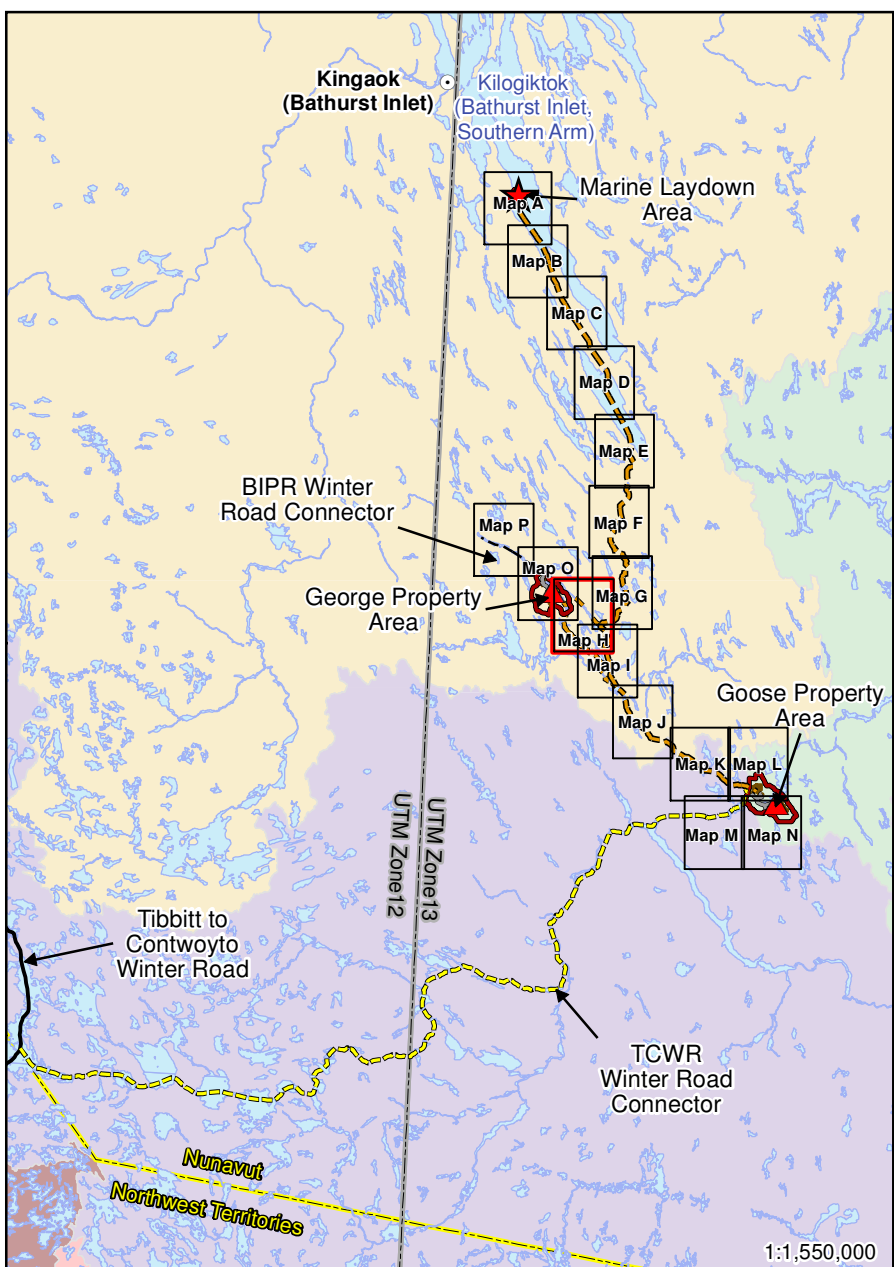 Kingaok
(Bathurst Inlet)
Kilogiktok
(Bathurst Inlet,
Southern Arm)
Marine Laydown
Area
Map A
Map B
Map C
Map D
Map E
BIPR Winter
Road Connector
Map P
Map F
Map O
George Property
Area
Map G
Map H
Map I
Goose Property
Area
Map J
Map K
Map L
Map M
Map N
UTM Zone12
UTM Zone13
Tibbitt to
Contwoyto
Winter Road
TCWR
Winter Road
Connector
Nunavut
Northwest Territories
1:1,550,000